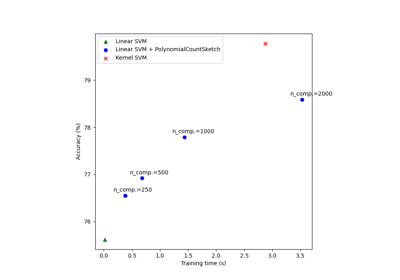 Linear SVM
Linear SVM + PolynomialCountSketch
Kernel SVM
79
78
77
76
Accuracy (%)
n_comp.=2000
n_comp.=1000
n_comp.=500
n_comp.=250
0.0 0.5 1.0 1.5 2.0 2.5 3.0 3.5
Training time (s)